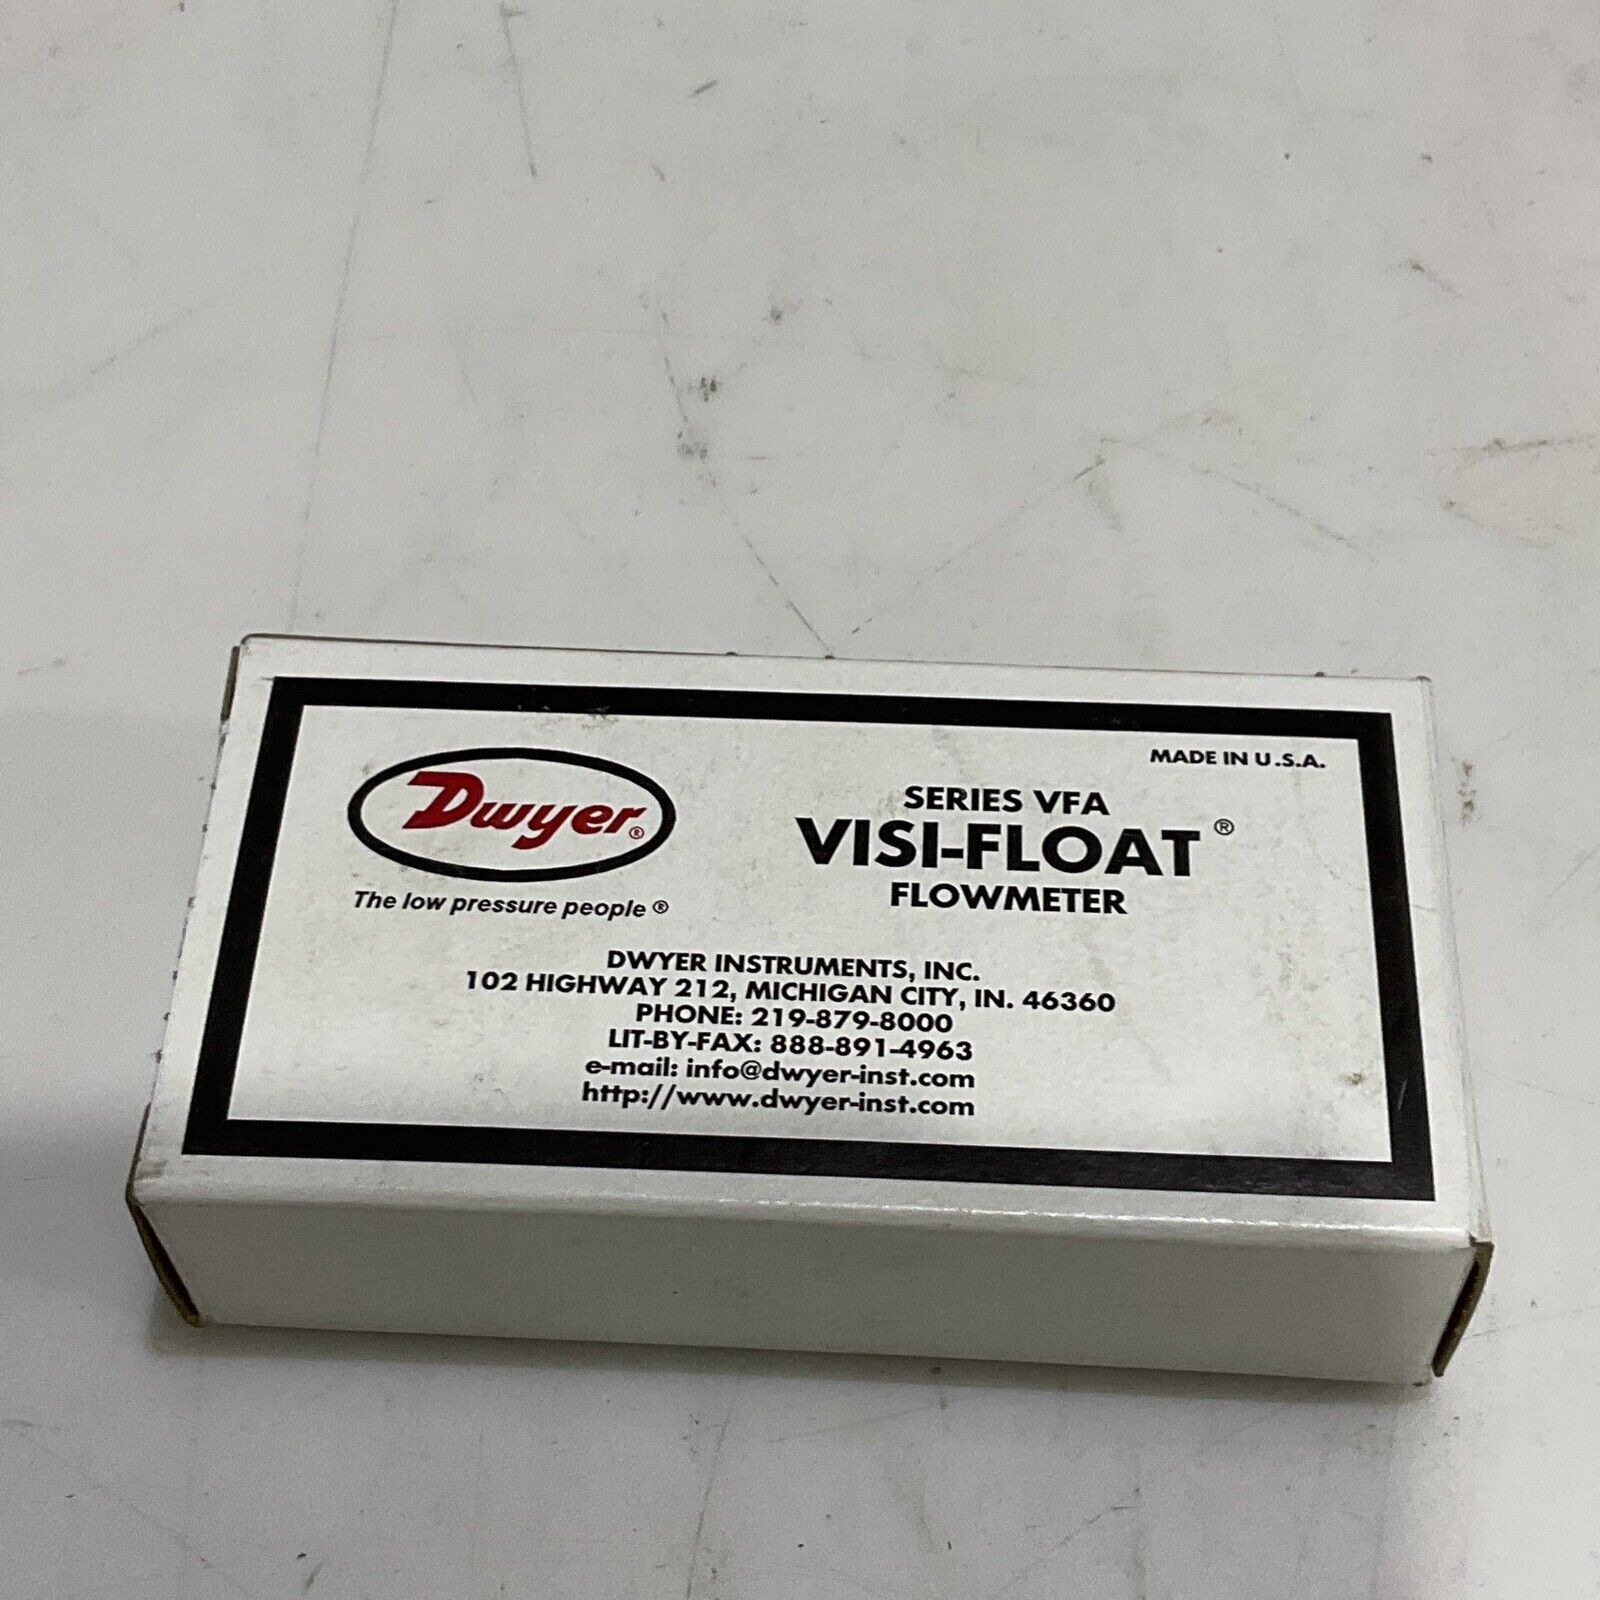 MADE IN U.S.A.
Dwyer®
The low pressure people ®
SERIES VFA
VISI-FLOAT ®
FLOWMETER
DWYER INSTRUMENTS, INC.
102 HIGHWAY 212, MICHIGAN CITY, IN. 46360
PHONE: 219-879-8000
LIT-BY-FAX: 888-891-4963
e-mail: info@dwyer-inst.com
http://www.dwyer-inst.com